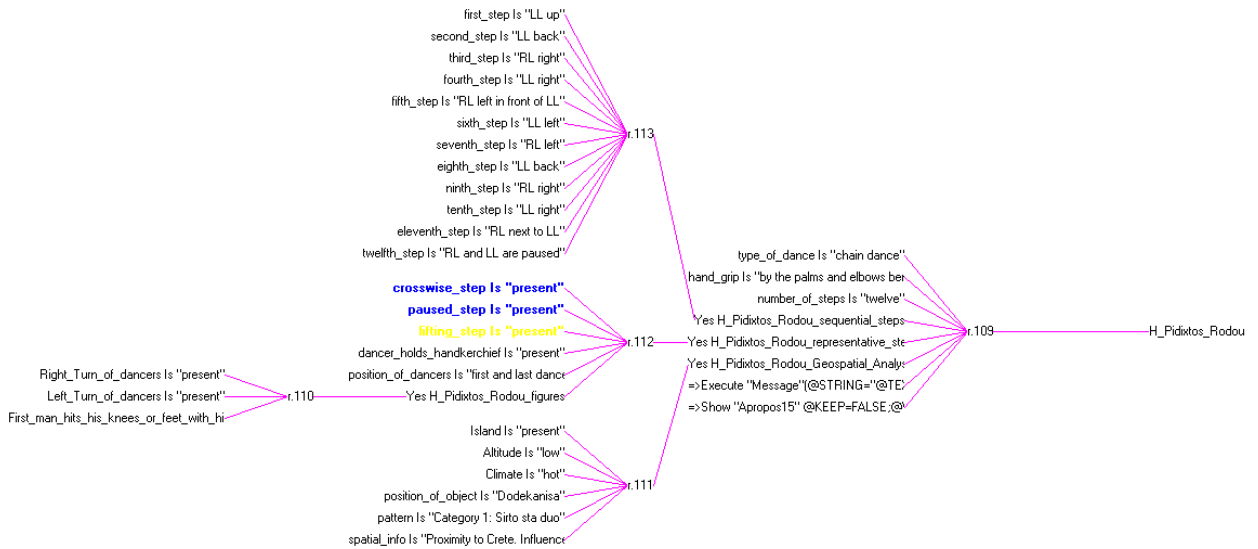 first_step Is "LL up"
second_step Is "LL back"
third_step Is "RL right"
fourth_step Is "LL right"
fifth_step Is "RL left in front of LL"
sixth_step Is "LL left"
seventh_step Is "RL left"
eighth_step Is "LL back"
ninth_step Is "RL right"
tenth_step Is "LL right"
eleventh_step Is "RL next to LL"
twelfth_step Is "RL and LL are paused"
r.113
crosswise_step Is "present"
paused_step Is "present"
lifting_step Is "present"
dancer_holds_handkerchief Is "present"
position_of_dancers Is "first and last dance
Yes H_Pidixtos_Rodou_figures
r.112
Right_Turn_of_dancers Is "present"
Left_Turn_of_dancers Is "present"
First_man_hits_his_knees_or_feet_with_hi
r.110
Island Is "present"
Altitude Is "low"
Climate Is "hot"
position_of_object Is "Dodekanisa"
pattern Is "Category 1: Sirto sta duo"
spatial_info Is "Proximity to Crete. Influence
r.111
type_of_dance Is "chain dance"
hand_grip Is "by the palms and elbows ber
number_of_steps Is "twelve"
Yes H_Pidixtos_Rodou_sequential_steps
Yes H_Pidixtos_Rodou_representative_ste
Yes H_Pidixtos_Rodou_Geospatial_Analys
=>Execute "Message"(@STRING="@TE
=>Show "Apropos15" @KEEP=FALSE;@
r.109
H_Pidixtos_Rodou